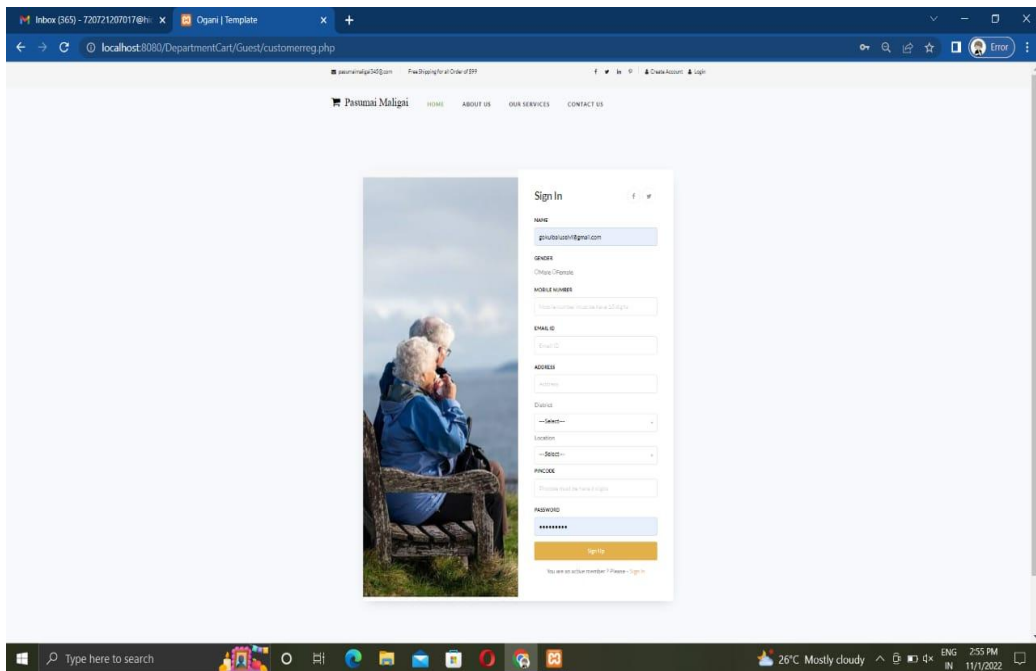 Inbox (365) - 720721207017@hic
Ogani | Template
localhost:8080/DepartmentCart/Guest/customerreg.php
Error
Free Shipping for all Order of $99
Create Account
Login
Pasumai Maligai
HOME
ABOUT US
OUR SERVICES
CONTACT US
Sign In
NAME
GENDER
Male Female
MOBILE NUMBER
EMAIL ID
Email ID
ADDRESS
Address
District
---Select---
Location
---Select---
PINCODE
PASSWORD
Sign Up
You are an active member ? Please - Sign In
Type here to search
26°C Mostly cloudy
ENG
IN
2:55 PM
11/1/2022